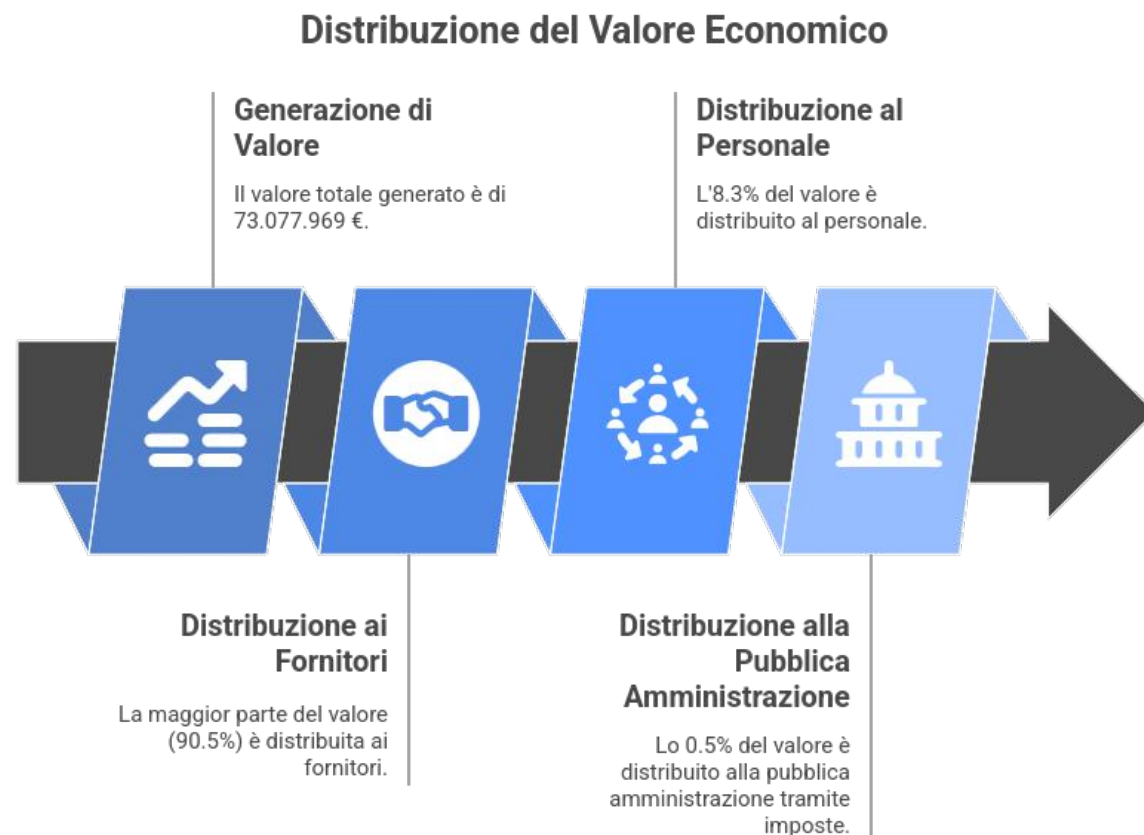 Distribuzione del Valore Economico
Generazione di
Valore
Il valore totale generato è di
73.077.969 €.
Distribuzione ai
Fornitori
La maggior parte del valore
(90.5%) è distribuita ai
fornitori.
Distribuzione al
Personale
L'8.3% del valore è
distribuito al personale.
Distribuzione alla
Pubblica
Amministrazione
Lo 0.5% del valore è
distribuito alla pubblica
amministrazione tramite
imposte.